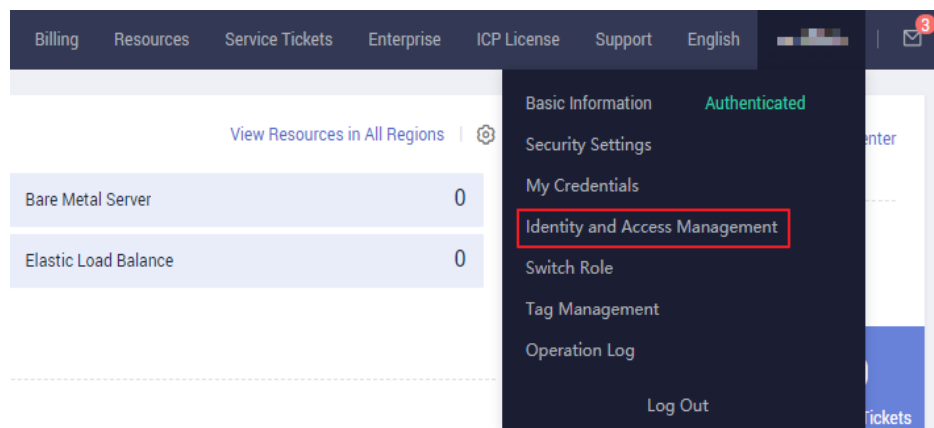 Billing Resources Service Tickets Enterprise ICP License Support English 3
Basic Information Authenticated
View Resources in All Regions
enter
Security Settings
My Credentials
Bare Metal Server 0
Identity and Access Management
Elastic Load Balance 0
Switch Role
Tag Management
Operation Log
Log Out
Tickets